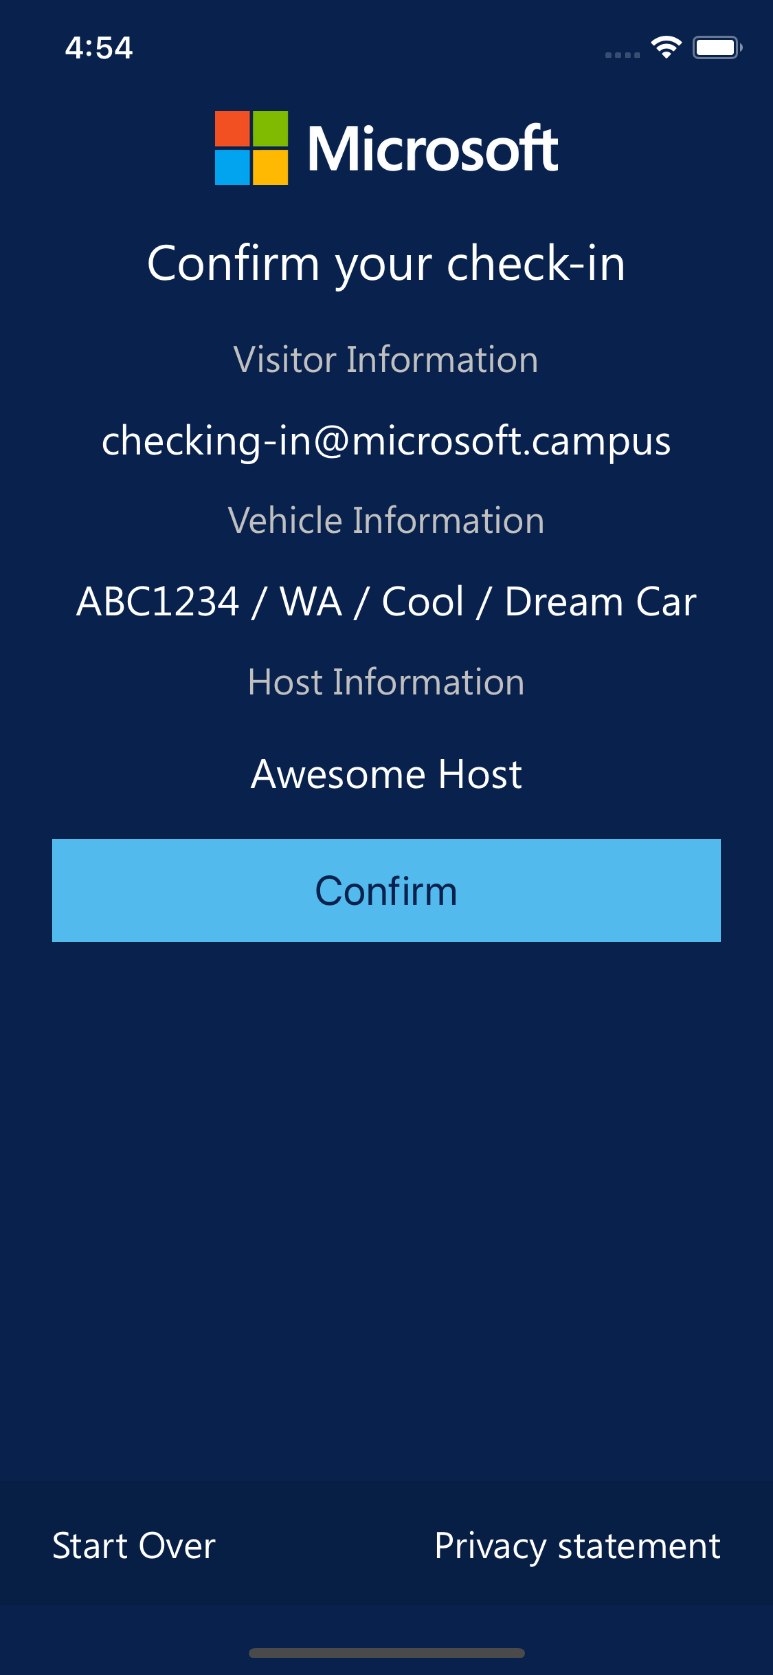 4:54
Microsoft
Confirm your check-in
Visitor Information
checking-in@microsoft.campus
Vehicle Information
ABC1234 / WA / Cool / Dream Car
Host Information
Awesome Host
Confirm
Start Over
Privacy statement